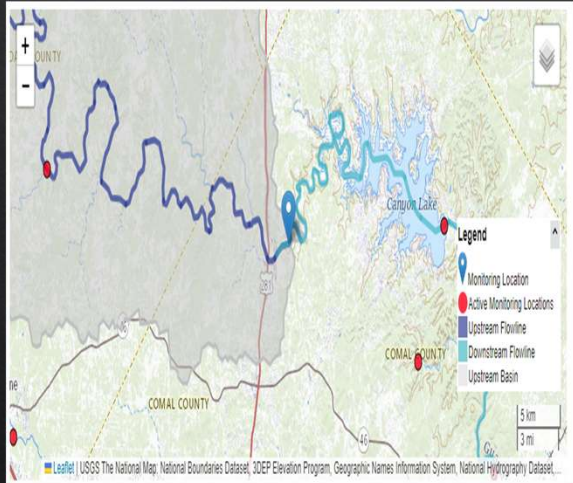 +
DAL COUNTY
−
Canyon Lake
281
Legend
^
Monitoring Location
Active Monitoring Locations
Upstream Flowline
Downstream Flowline
Upstream Basin
COMAL COUNTY
ne
COMAL COUNTY
46
46
5 km
3 mi
Leaflet | USGS The National Map: National Boundaries Dataset, 3DEP Elevation Program, Geographic Names Information System, National Hydrography Dataset,...